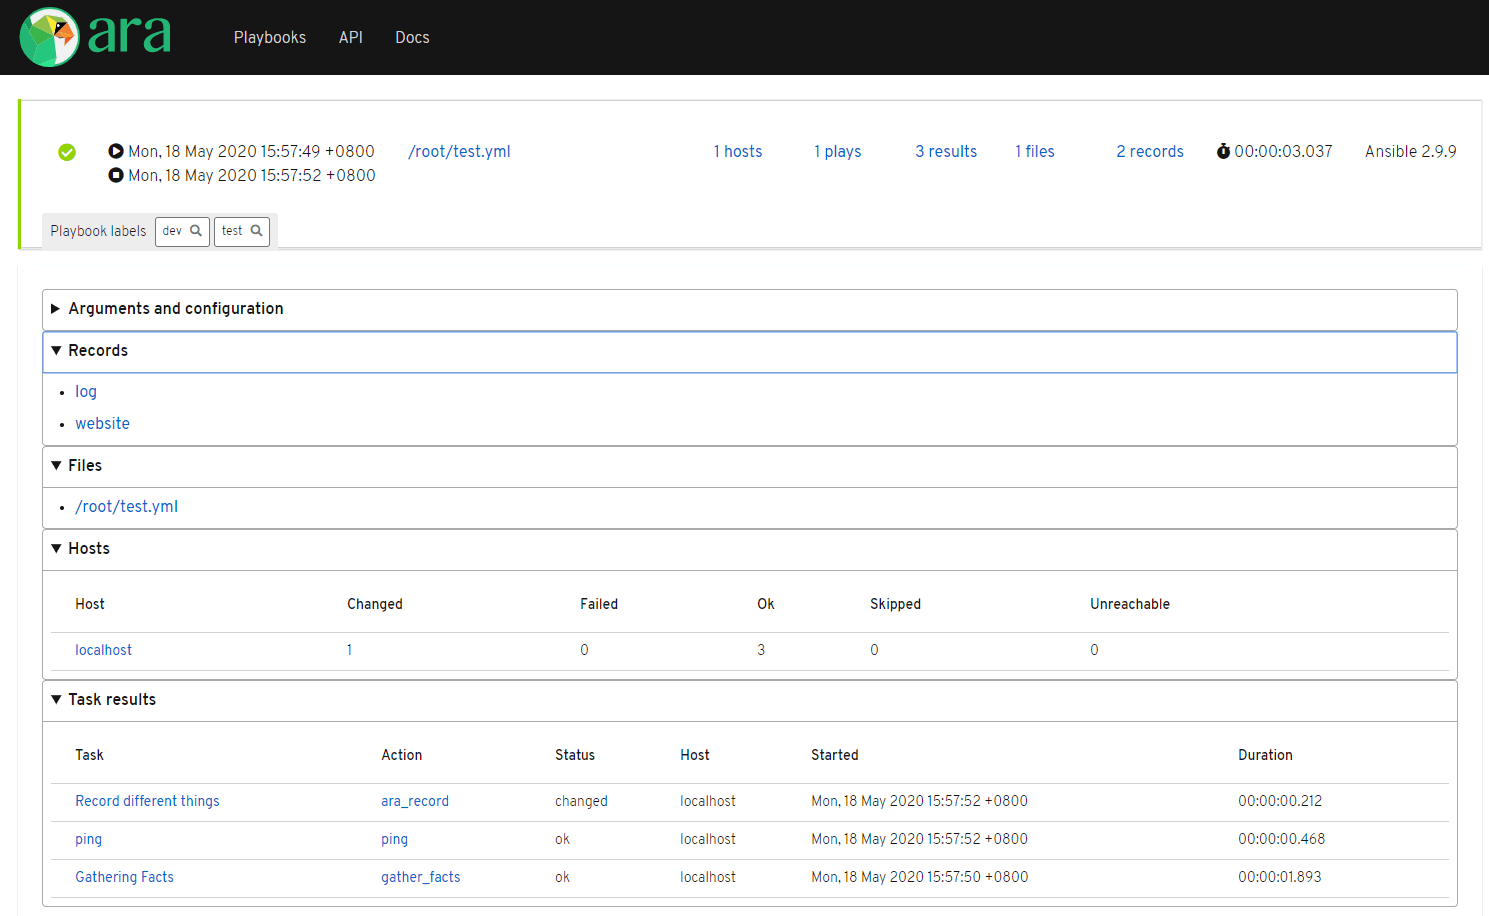 ara Playbooks API Docs
Mon, 18 May 2020 15:57:49 +0800 /root/test.yml 1 hosts 1 plays 3 results 1 files 2 records 00:00:03.037 Ansible 2.9.9
Mon, 18 May 2020 15:57:52 +0800
Playbook labels dev test
Arguments and configuration
Records
log
website
Files
/root/test.yml
Hosts
Host Changed Failed Ok Skipped Unreachable
localhost 1 0 3 0 0
Task results
Task Action Status Host Started Duration
Record different things ara_record changed localhost Mon, 18 May 2020 15:57:52 +0800 00:00:00.212
ping ping ok localhost Mon, 18 May 2020 15:57:52 +0800 00:00:00.468
Gathering Facts gather_facts ok localhost Mon, 18 May 2020 15:57:50 +0800 00:00:01.893